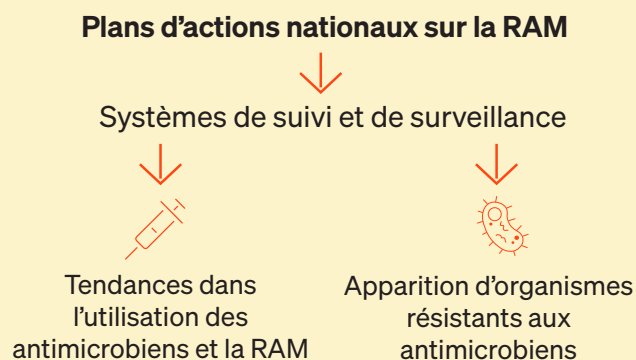 Plans d’actions nationaux sur la RAM
Systèmes de suivi et de surveillance
Tendances dans
l’utilisation des
antimicrobiens et la RAM
Apparition d’organismes
résistants aux
antimicrobiens